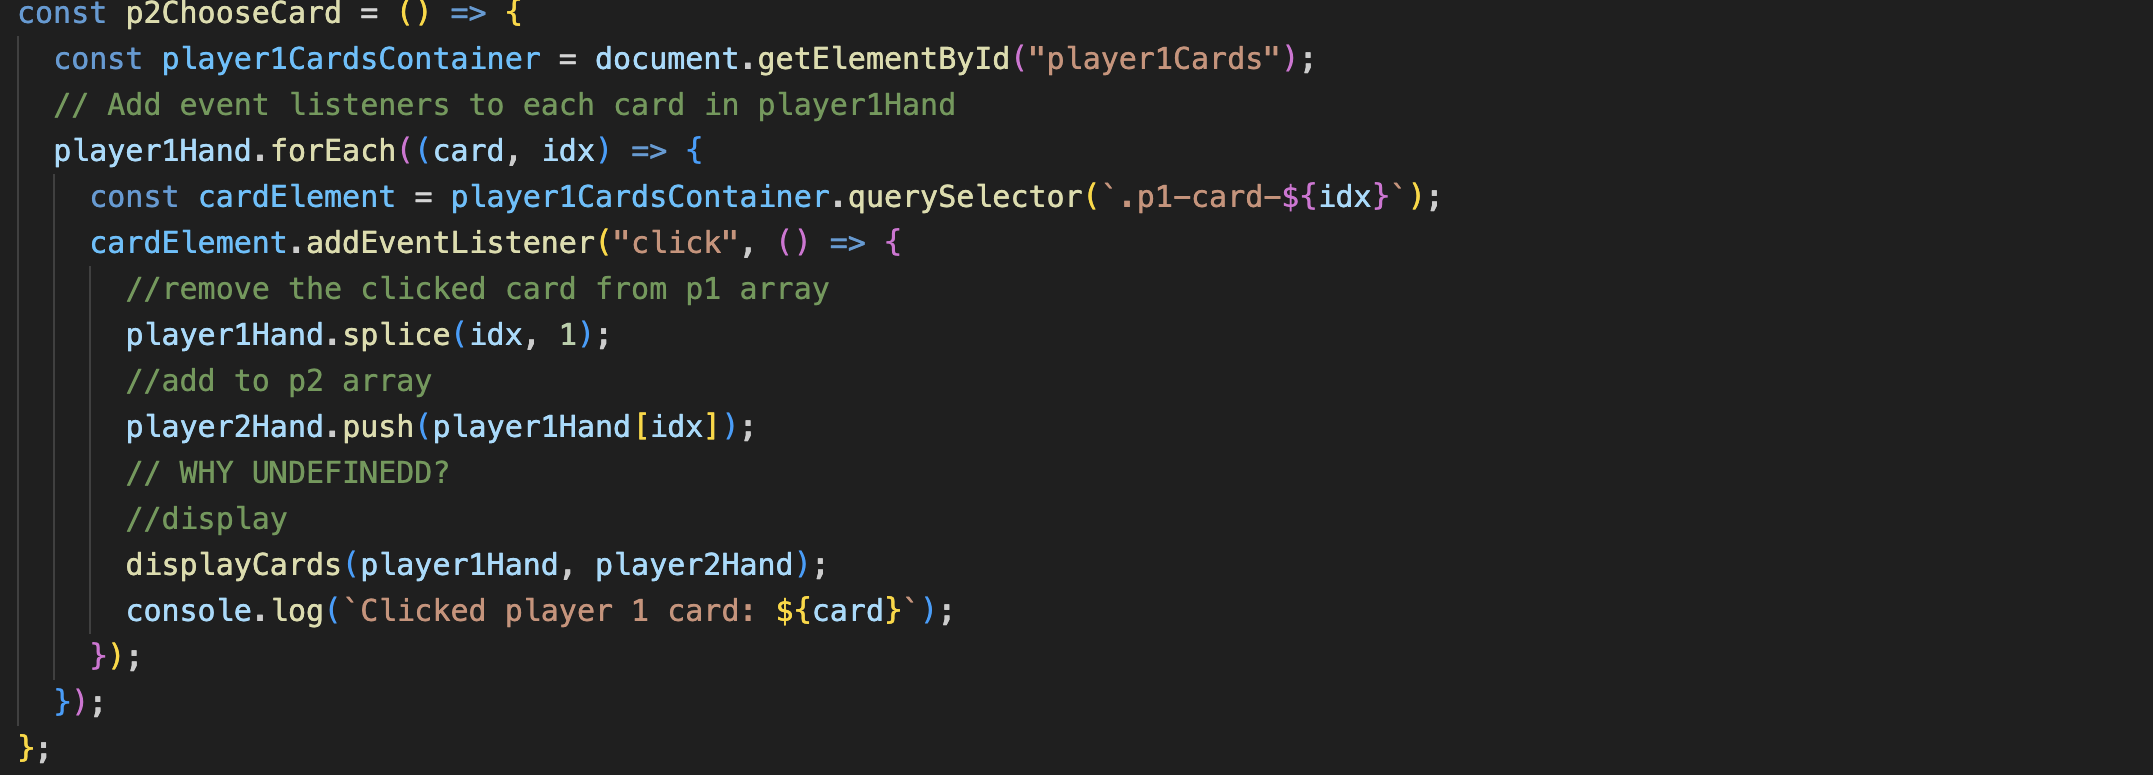 const p2ChooseCard = () => {
const player1CardsContainer = document.getElementById("player1Cards");
// Add event listeners to each card in player1Hand
player1Hand.forEach((card, idx) => {
const cardElement = player1CardsContainer.querySelector(`.p1-card-${idx}`);
cardElement.addEventListener("click", () => {
//remove the clicked card from p1 array
player1Hand.splice(idx, 1);
//add to p2 array
player2Hand.push(player1Hand[idx]);
// WHY UNDEFINEDD?
//display
displayCards(player1Hand, player2Hand);
console.log(`Clicked player 1 card: ${card}`);
});
});
};